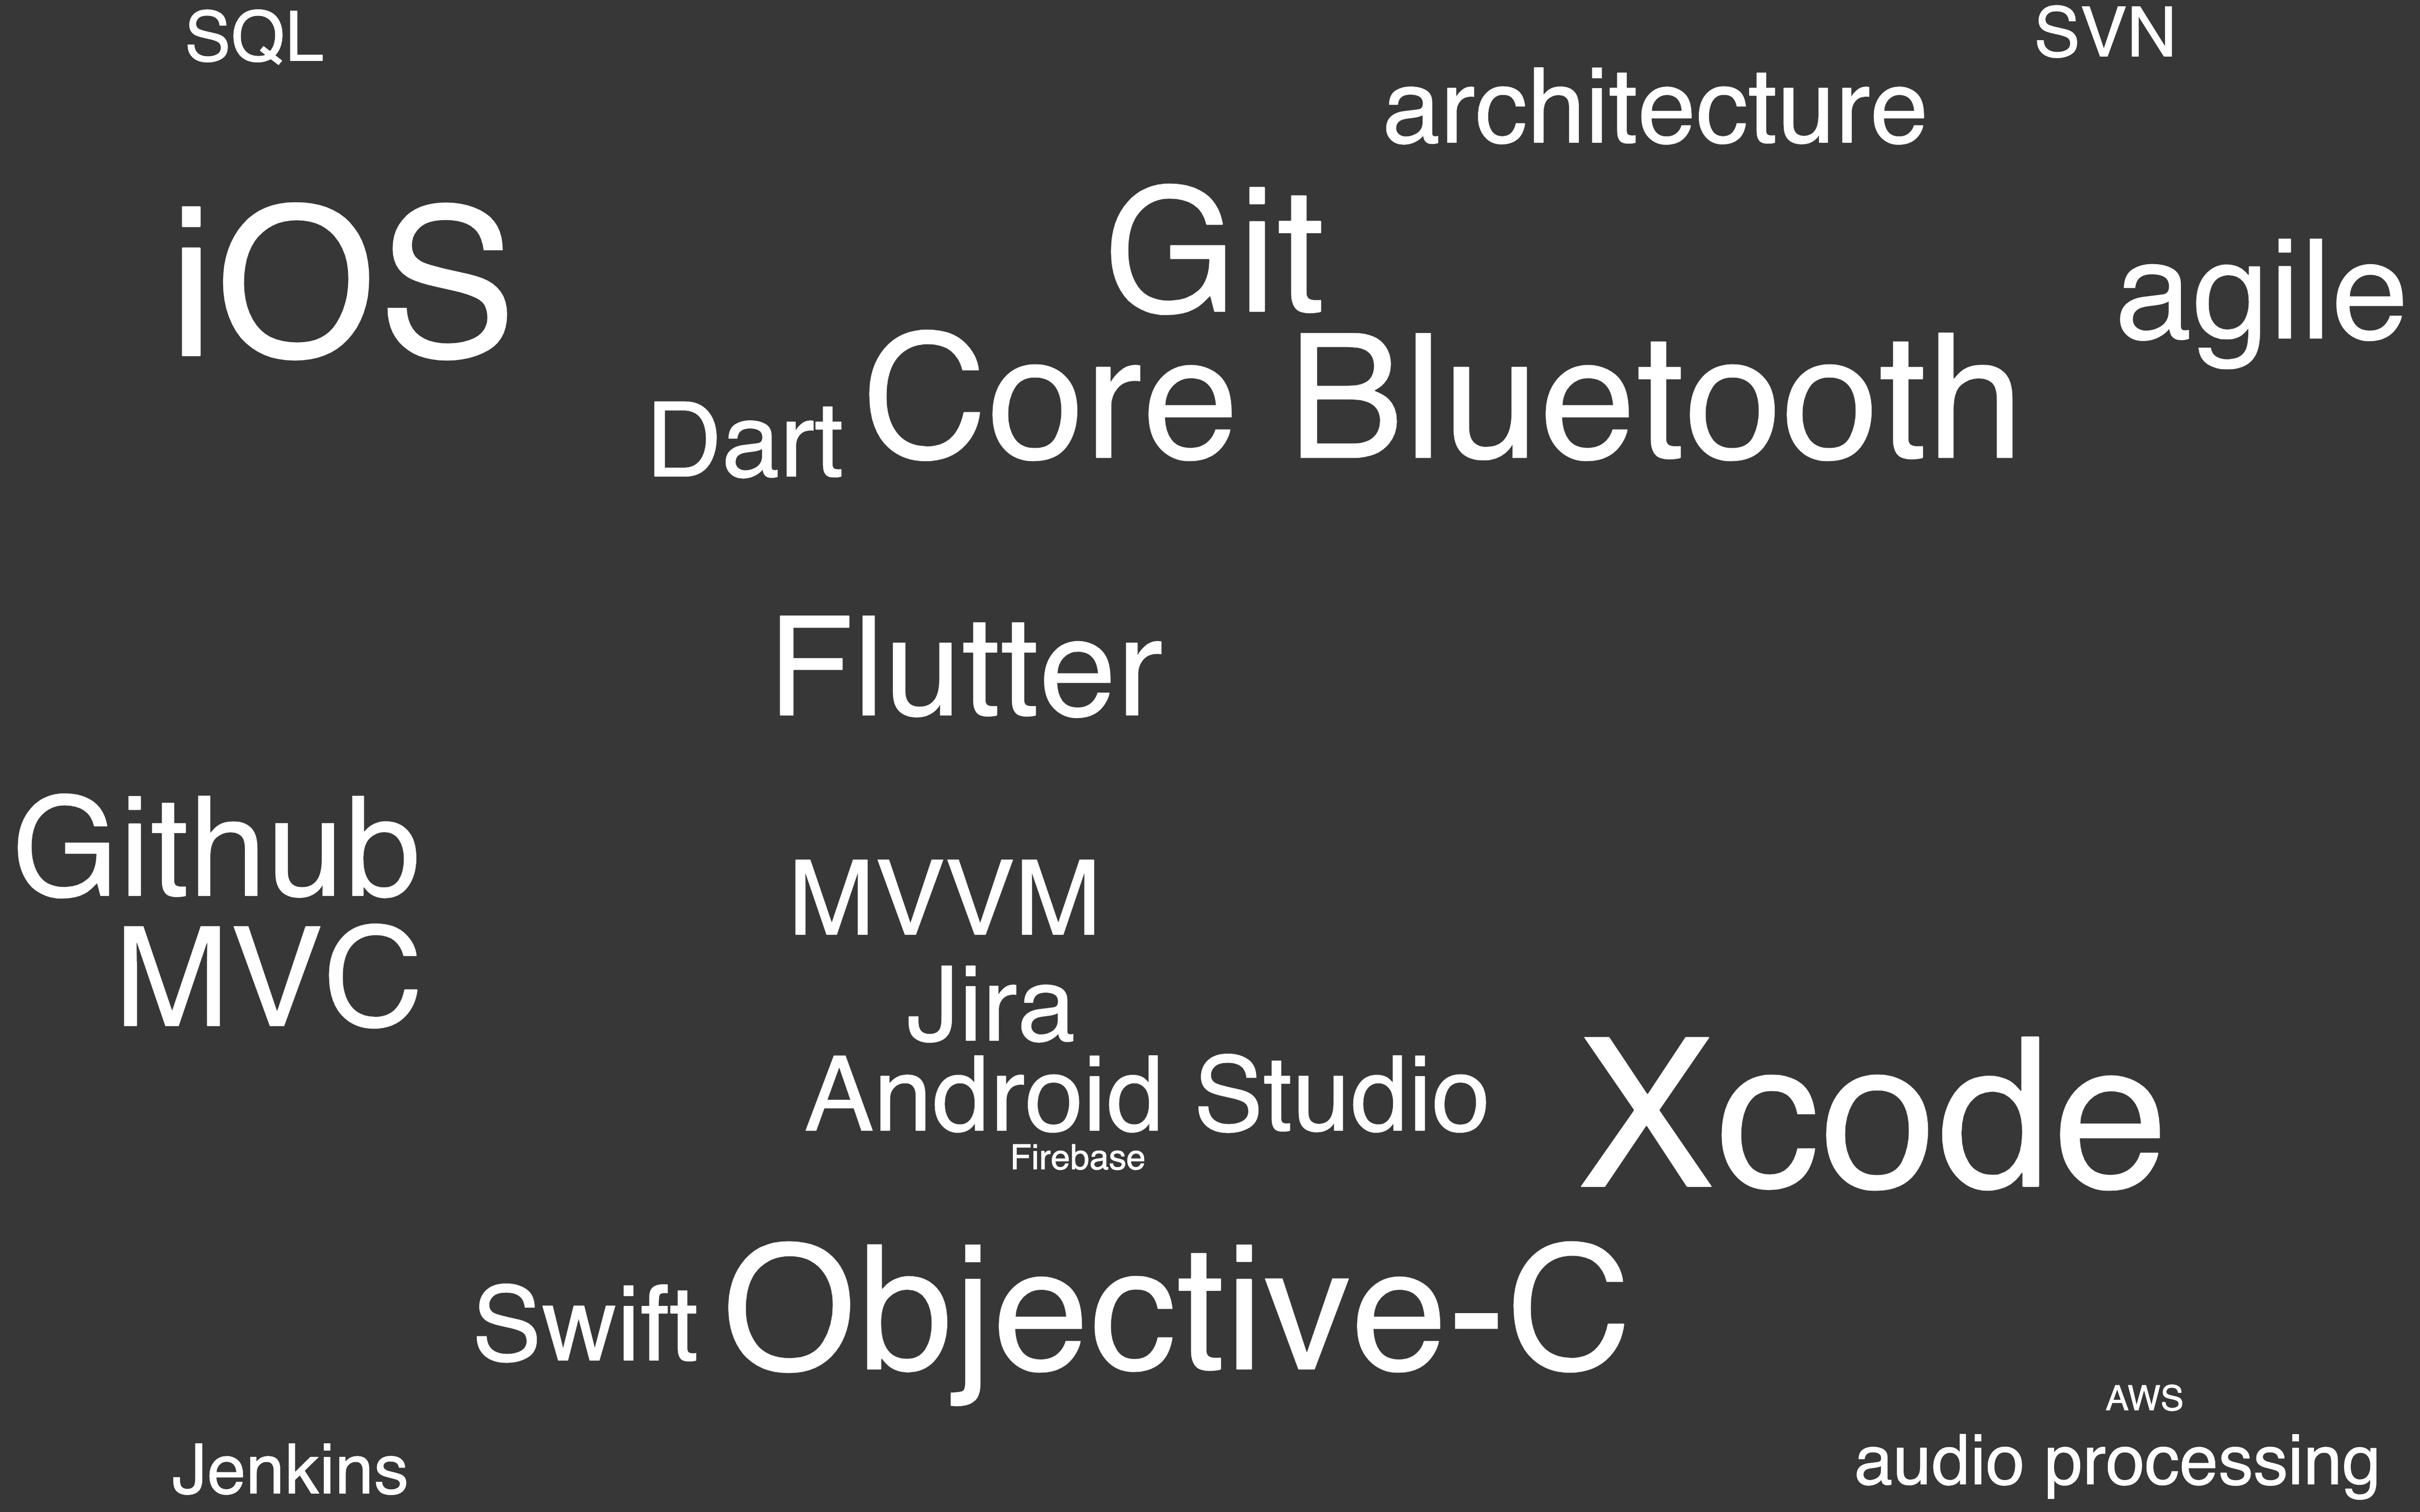 SQL
SVN
architecture
iOS
Git
agile
Dart
Core Bluetooth
Flutter
Github
MVVM
MVC
Jira
Android Studio
Xcode
Firebase
Swift
Objective-C
AWS
Jenkins
audio processing